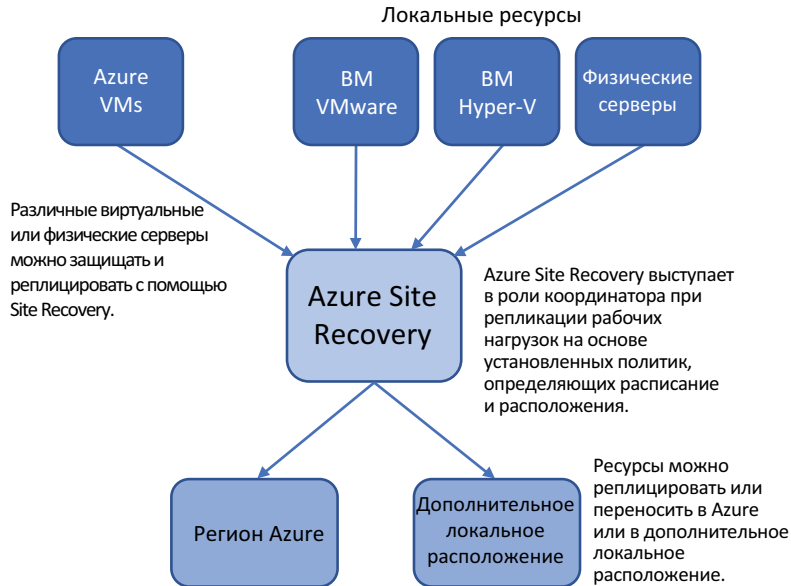 Локальные ресурсы
Azure
VMs
ВМ
VMware
ВМ
Hyper-V
Физические
серверы
Различные виртуальные
или физические серверы
можно защищать и
реплицировать с помощью
Site Recovery.
Azure Site
Recovery
Azure Site Recovery выступает
в роли координатора при
репликации рабочих
нагрузок на основе
установленных политик,
определяющих расписание
и расположения.
Регион Azure
Дополнительное
локальное
расположение
Ресурсы можно
реплицировать или
переносить в Azure
или в дополнительное
локальное
расположение.